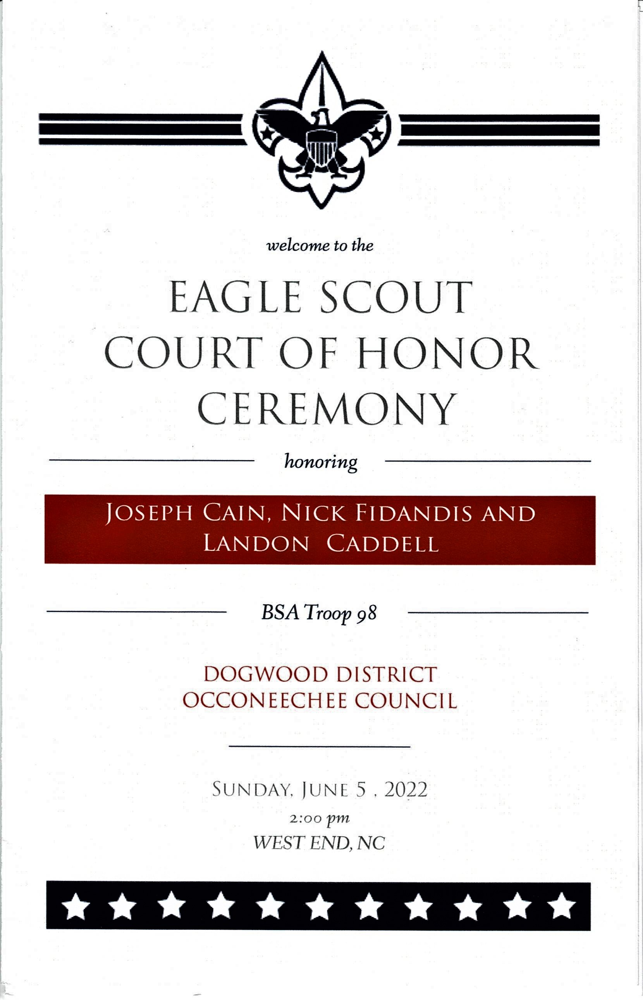 welcome to the
EAGLE SCOUT
COURT OF HONOR
CEREMONY
honoring
JOSEPH CAIN, NICK FIDANDIS AND
LANDON CADDELL
BSA Troop 98
DOGWOOD DISTRICT
OCCONEECHEE COUNCIL
SUNDAY, JUNE 5 , 2022
2:00 pm
WEST END, NC